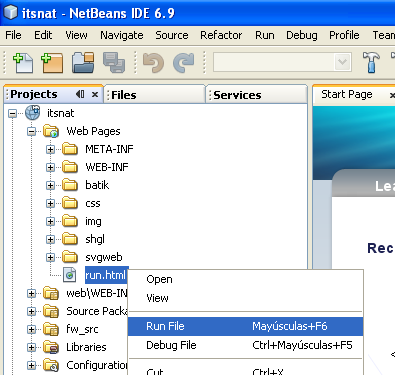 itsnat - NetBeans IDE 6.9
File Edit View Navigate Source Refactor Run Debug Profile Team
Projects Files Services Start Page
itsnat
Web Pages
META-INF
WEB-INF
batik
css
img
shgl
svgweb
run.html
web\WEB-IN
Source Packa
fw_src
Libraries
Configuration
Open
View
Run File Mayúsculas+F6
Debug File Ctrl+Mayúsculas+F5
Cut Ctrl+X
Lea
Rec